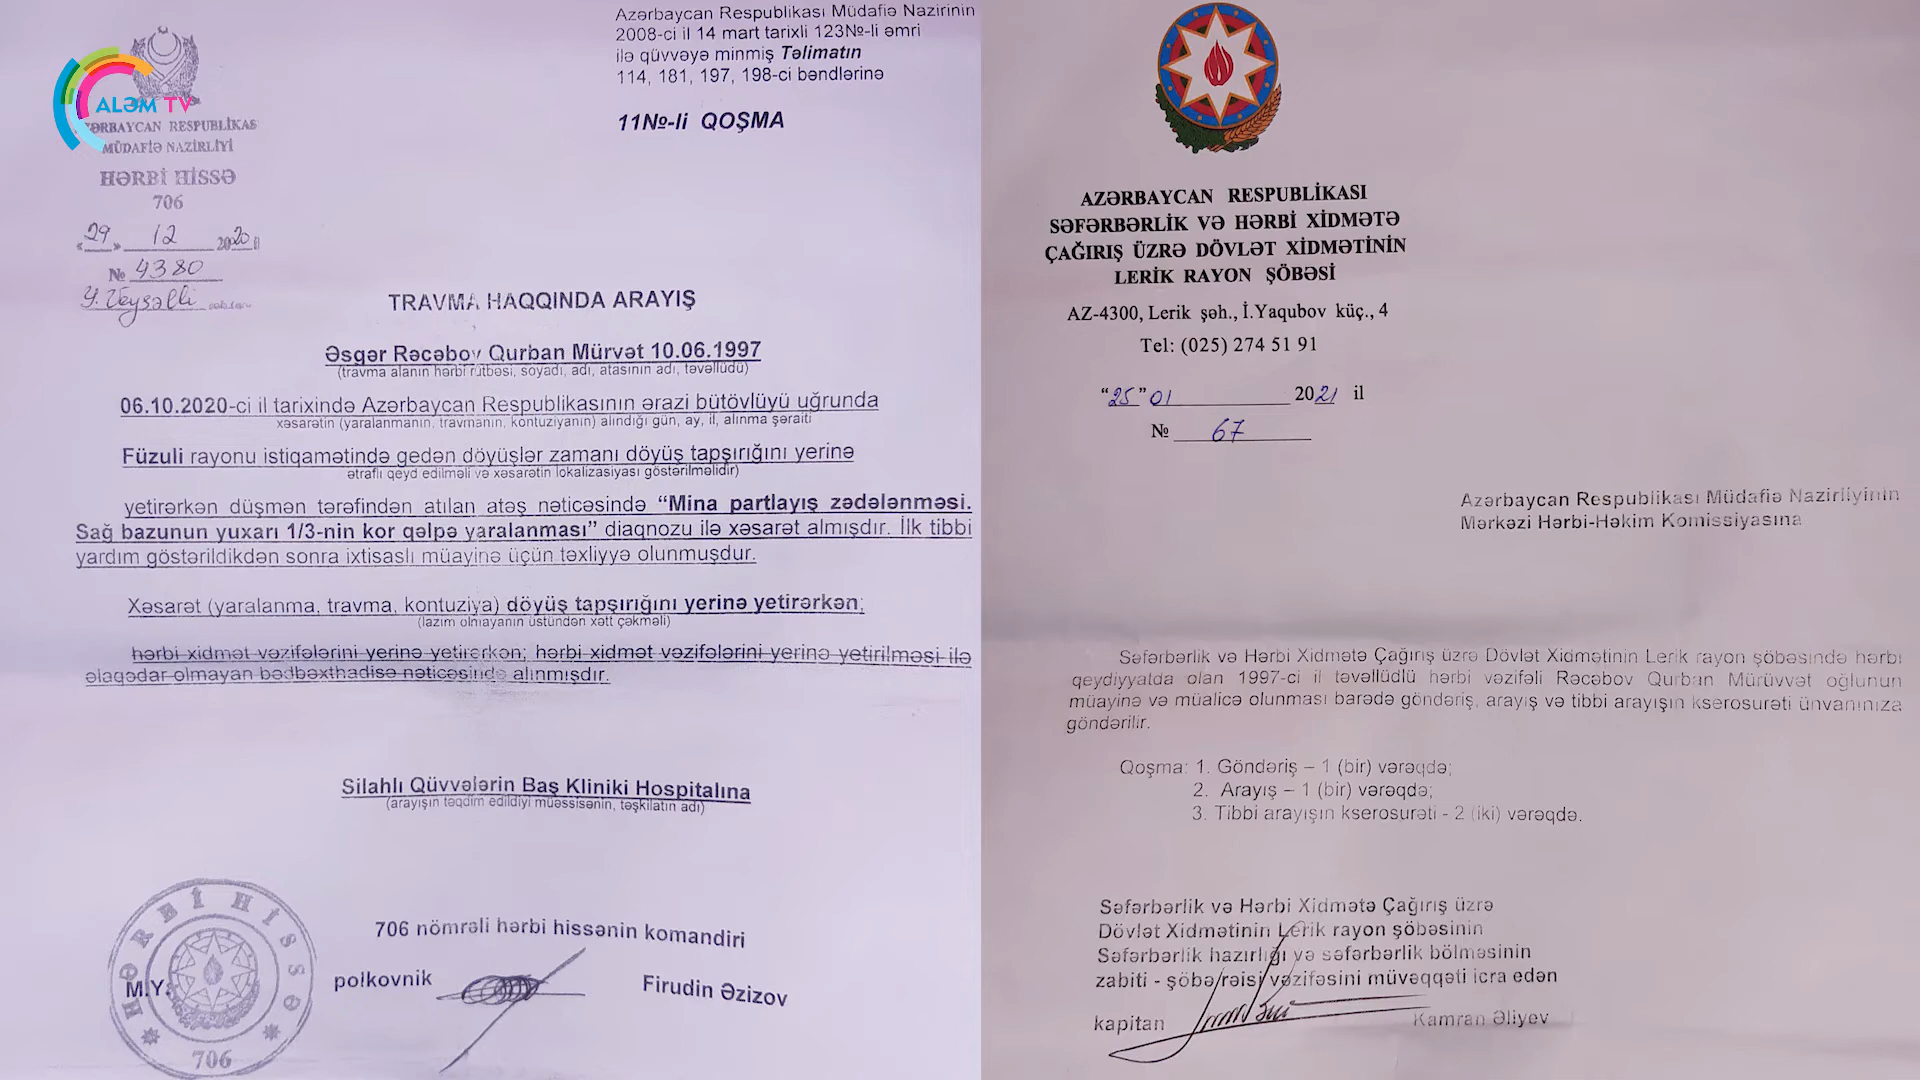 Azərbaycan Respublikası Müdafiə Nazirinin
2008-ci il 14 mart tarixli 123№-li əmri
ilə qüvvəyə minmiş Təlimatın
114, 181, 197, 198-ci bəndlərinə
11№-li QOŞMA
ALƏM TV
AZƏRBAYCAN RESPUBLİKAS
MÜDAFİƏ NAZİRLİYİ
HƏRBİ HİSSƏ
706
"29" 12 2020 il
№ 4380
TRAVMA HAQQINDA ARAYIŞ
Əsgər Rəcəbov Qurban Mürvət 10.06.1997
(travma alanın hərbi rütbəsi, soyadı, adı, atasının adı, təvəllüdü)
06.10.2020-ci il tarixində Azərbaycan Respublikasının ərazi bütövlüyü uğrunda
xəsarətin (yaralanmanın, travmanın, kontuziyanın) alındığı gün, ay, il, alınma şəraiti
Füzuli rayonu istiqamətində gedən döyüşlər zamanı döyüş tapşırığını yerinə
ətraflı qeyd edilməli və xəsarətin lokalizasiyası göstərilməlidir)
yetirərkən düşmən tərəfindən atılan atəş nəticəsində “Mina partlayış zədələnməsi.
Sağ bazunun yuxarı 1/3-nin kor qəlpə yaralanması” diaqnozu ilə xəsarət almışdır. İlk tibbi
yardım göstərildikdən sonra ixtisaslı müayinə üçün təxliyyə olunmuşdur.
Xəsarət (yaralanma, travma, kontuziya) döyüş tapşırığını yerinə yetirərkən;
(lazım olmayanın üstündən xətt çəkməli)
hərbi xidmət vəzifələrini yerinə yetirərkən; hərbi xidmət vəzifələrini yerinə yetirilməsi ilə
əlaqədar olmayan bədbəxthadisə nəticəsində alınmışdır.
Silahlı Qüvvələrin Baş Kliniki Hospitalına
(arayışın təqdim edildiyi müəssisənin, təşkilatın adı)
706 nömrəli hərbi hissənin komandiri
polkovnik Firudin Əzizov
M.Y.
HƏRBİ HİSSƏ
706
AZƏRBAYCAN RESPUBLİKASI
SƏFƏRBƏRLİK VƏ HƏRBİ XİDMƏTƏ
ÇAĞIRIŞ ÜZRƏ DÖVLƏT XİDMƏTİNİN
LERİK RAYON ŞÖBƏSİ
AZ-4300, Lerik şəh., İ.Yaqubov küç., 4
Tel: (025) 274 51 91
“25” 01 2021 il
№ 67
Azərbaycan Respublikası Müdafiə Nazirliyinin
Mərkəzi Hərbi-Həkim Komissiyasına
Səfərbərlik və Hərbi Xidmətə Çağırış üzrə Dövlət Xidmətinin Lerik rayon şöbəsində hərbi
qeydiyyatda olan 1997-ci il təvəllüdlü hərbi vəzifəli Rəcəbov Qurban Mürüvvət oğlunun
müayinə və müalicə olunması barədə göndəriş, arayış və tibbi arayışın kserosurəti ünvanınıza
göndərilir.
Qoşma: 1. Göndəriş – 1 (bir) vərəqdə;
2. Arayış – 1 (bir) vərəqdə;
3. Tibbi arayışın kserosurəti - 2 (iki) vərəqdə.
Səfərbərlik və Hərbi Xidmətə Çağırış üzrə
Dövlət Xidmətinin Lerik rayon şöbəsinin
Səfərbərlik hazırlığı və səfərbərlik bölməsinin
zabiti - şöbə rəisi vəzifəsini müvəqqəti icra edən
kapitan Kamran Əliyev